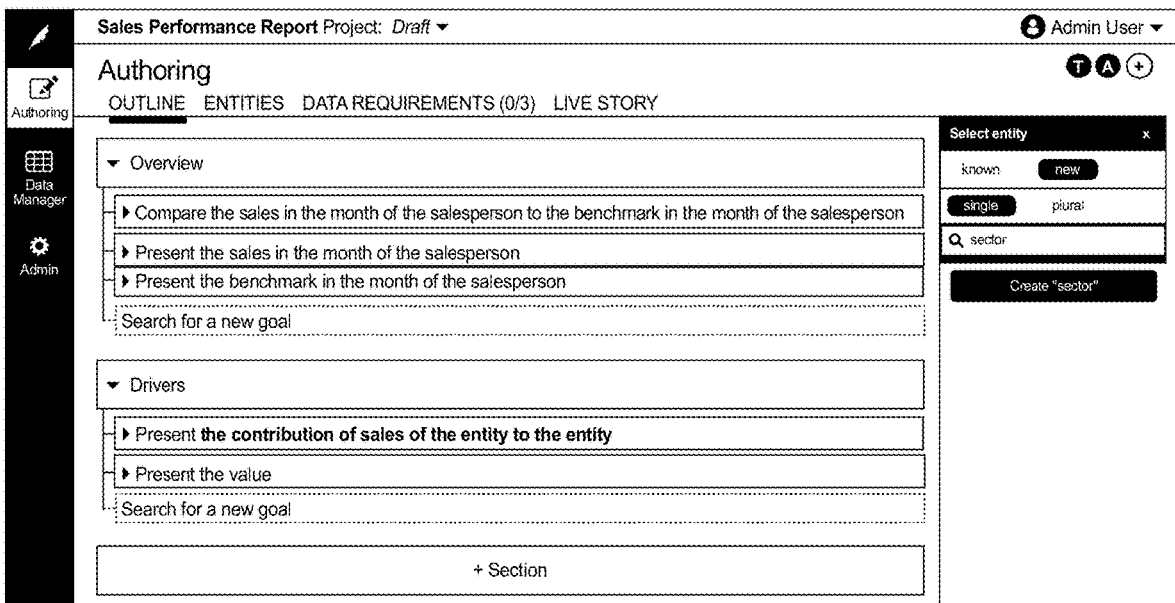 Sales Performance Report Project: Draft
Admin User
Authoring
T A +
OUTLINE ENTITIES DATA REQUIREMENTS (0/3) LIVE STORY
Authoring
Data
Manager
Admin
Overview
Compare the sales in the month of the salesperson to the benchmark in the month of the salesperson
Present the sales in the month of the salesperson
Present the benchmark in the month of the salesperson
Search for a new goal
Drivers
Present the contribution of sales of the entity to the entity
Present the value
Search for a new goal
+ Section
Select entity x
known new
single plural
sector
Create "sector"